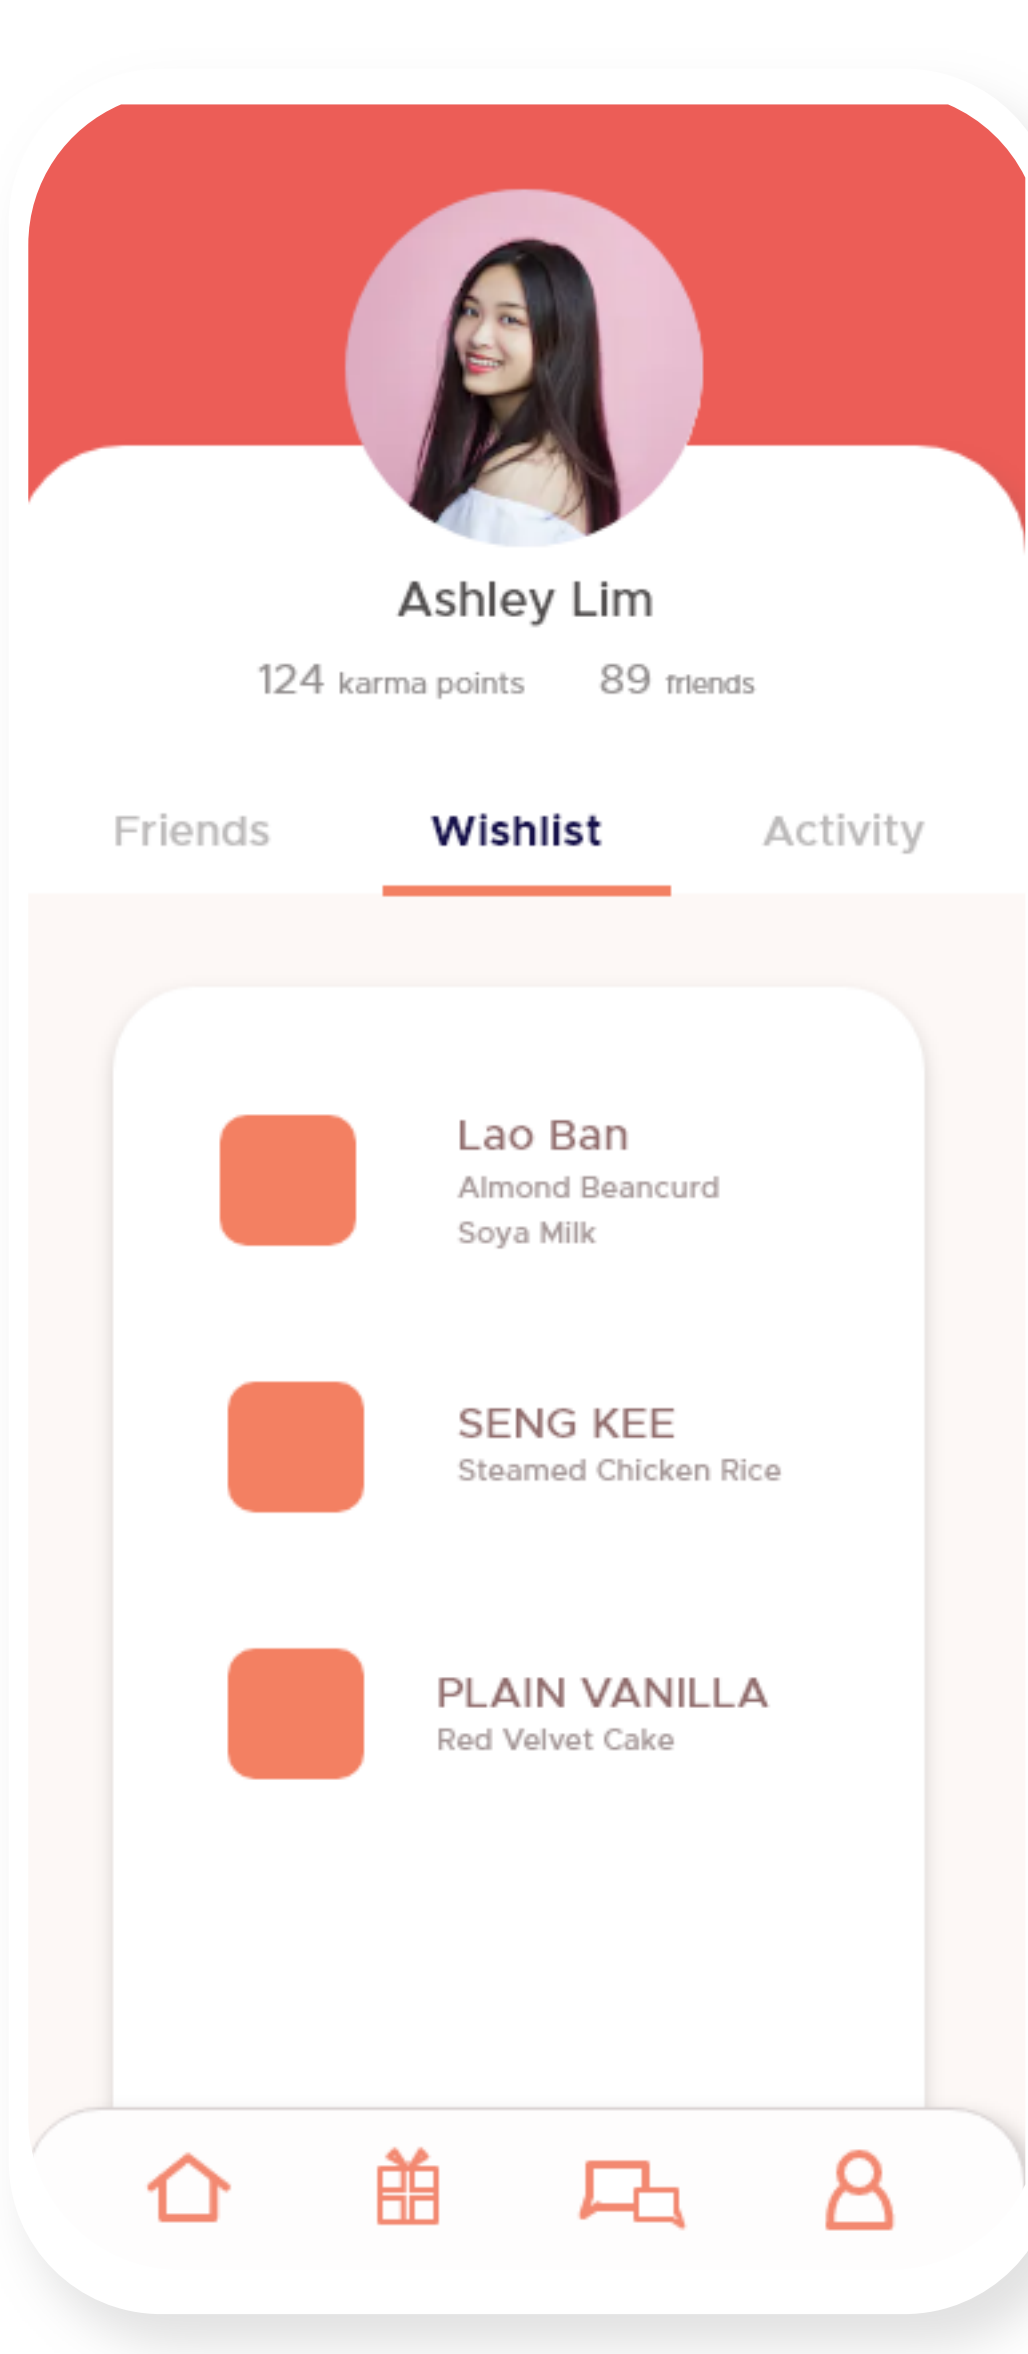 Ashley Lim
124 karma points 89 friends
Friends Wishlist Activity
Lao Ban
Almond Beancurd
Soya Milk
SENG KEE
Steamed Chicken Rice
PLAIN VANILLA
Red Velvet Cake